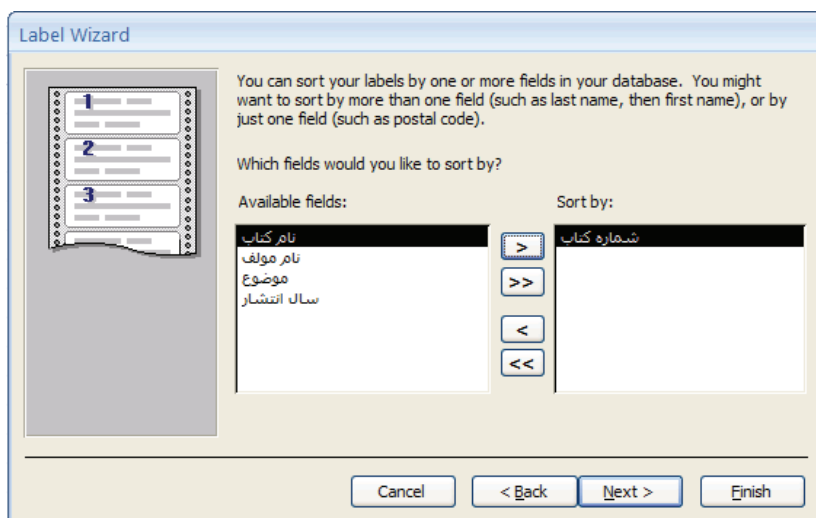 Label Wizard
1
2
3
You can sort your labels by one or more fields in your database. You might
want to sort by more than one field (such as last name, then first name), or by
just one field (such as postal code).
Which fields would you like to sort by?
Available fields:
نام کتاب
نام مولف
موضوع
سال انتشار
>
>>
<
<<
Sort by:
شماره کتاب
Cancel
< Back
Next >
Finish